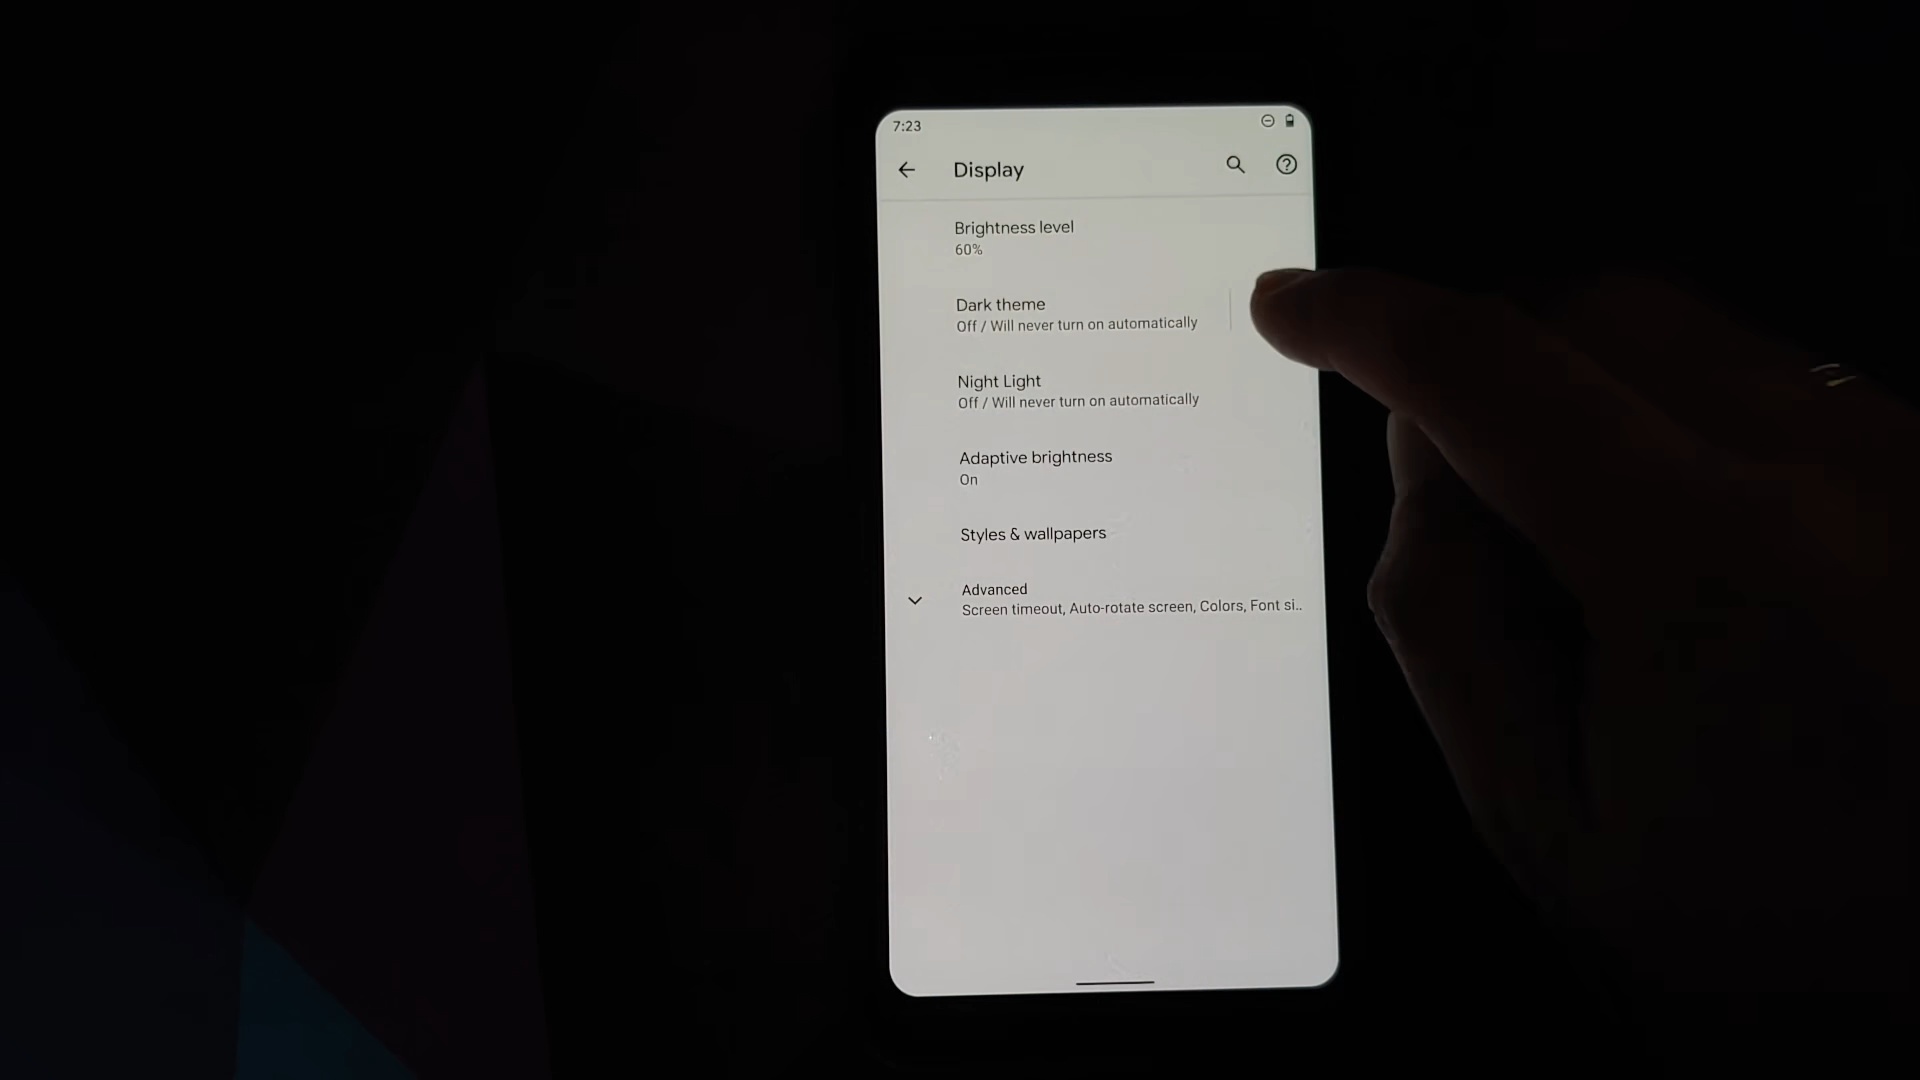 7:23
Display
Brightness level
60%
Dark theme
Off / Will never turn on automatically
Night Light
Off / Will never turn on automatically
Adaptive brightness
On
Styles & wallpapers
Advanced
Screen timeout, Auto-rotate screen, Colors, Font si..